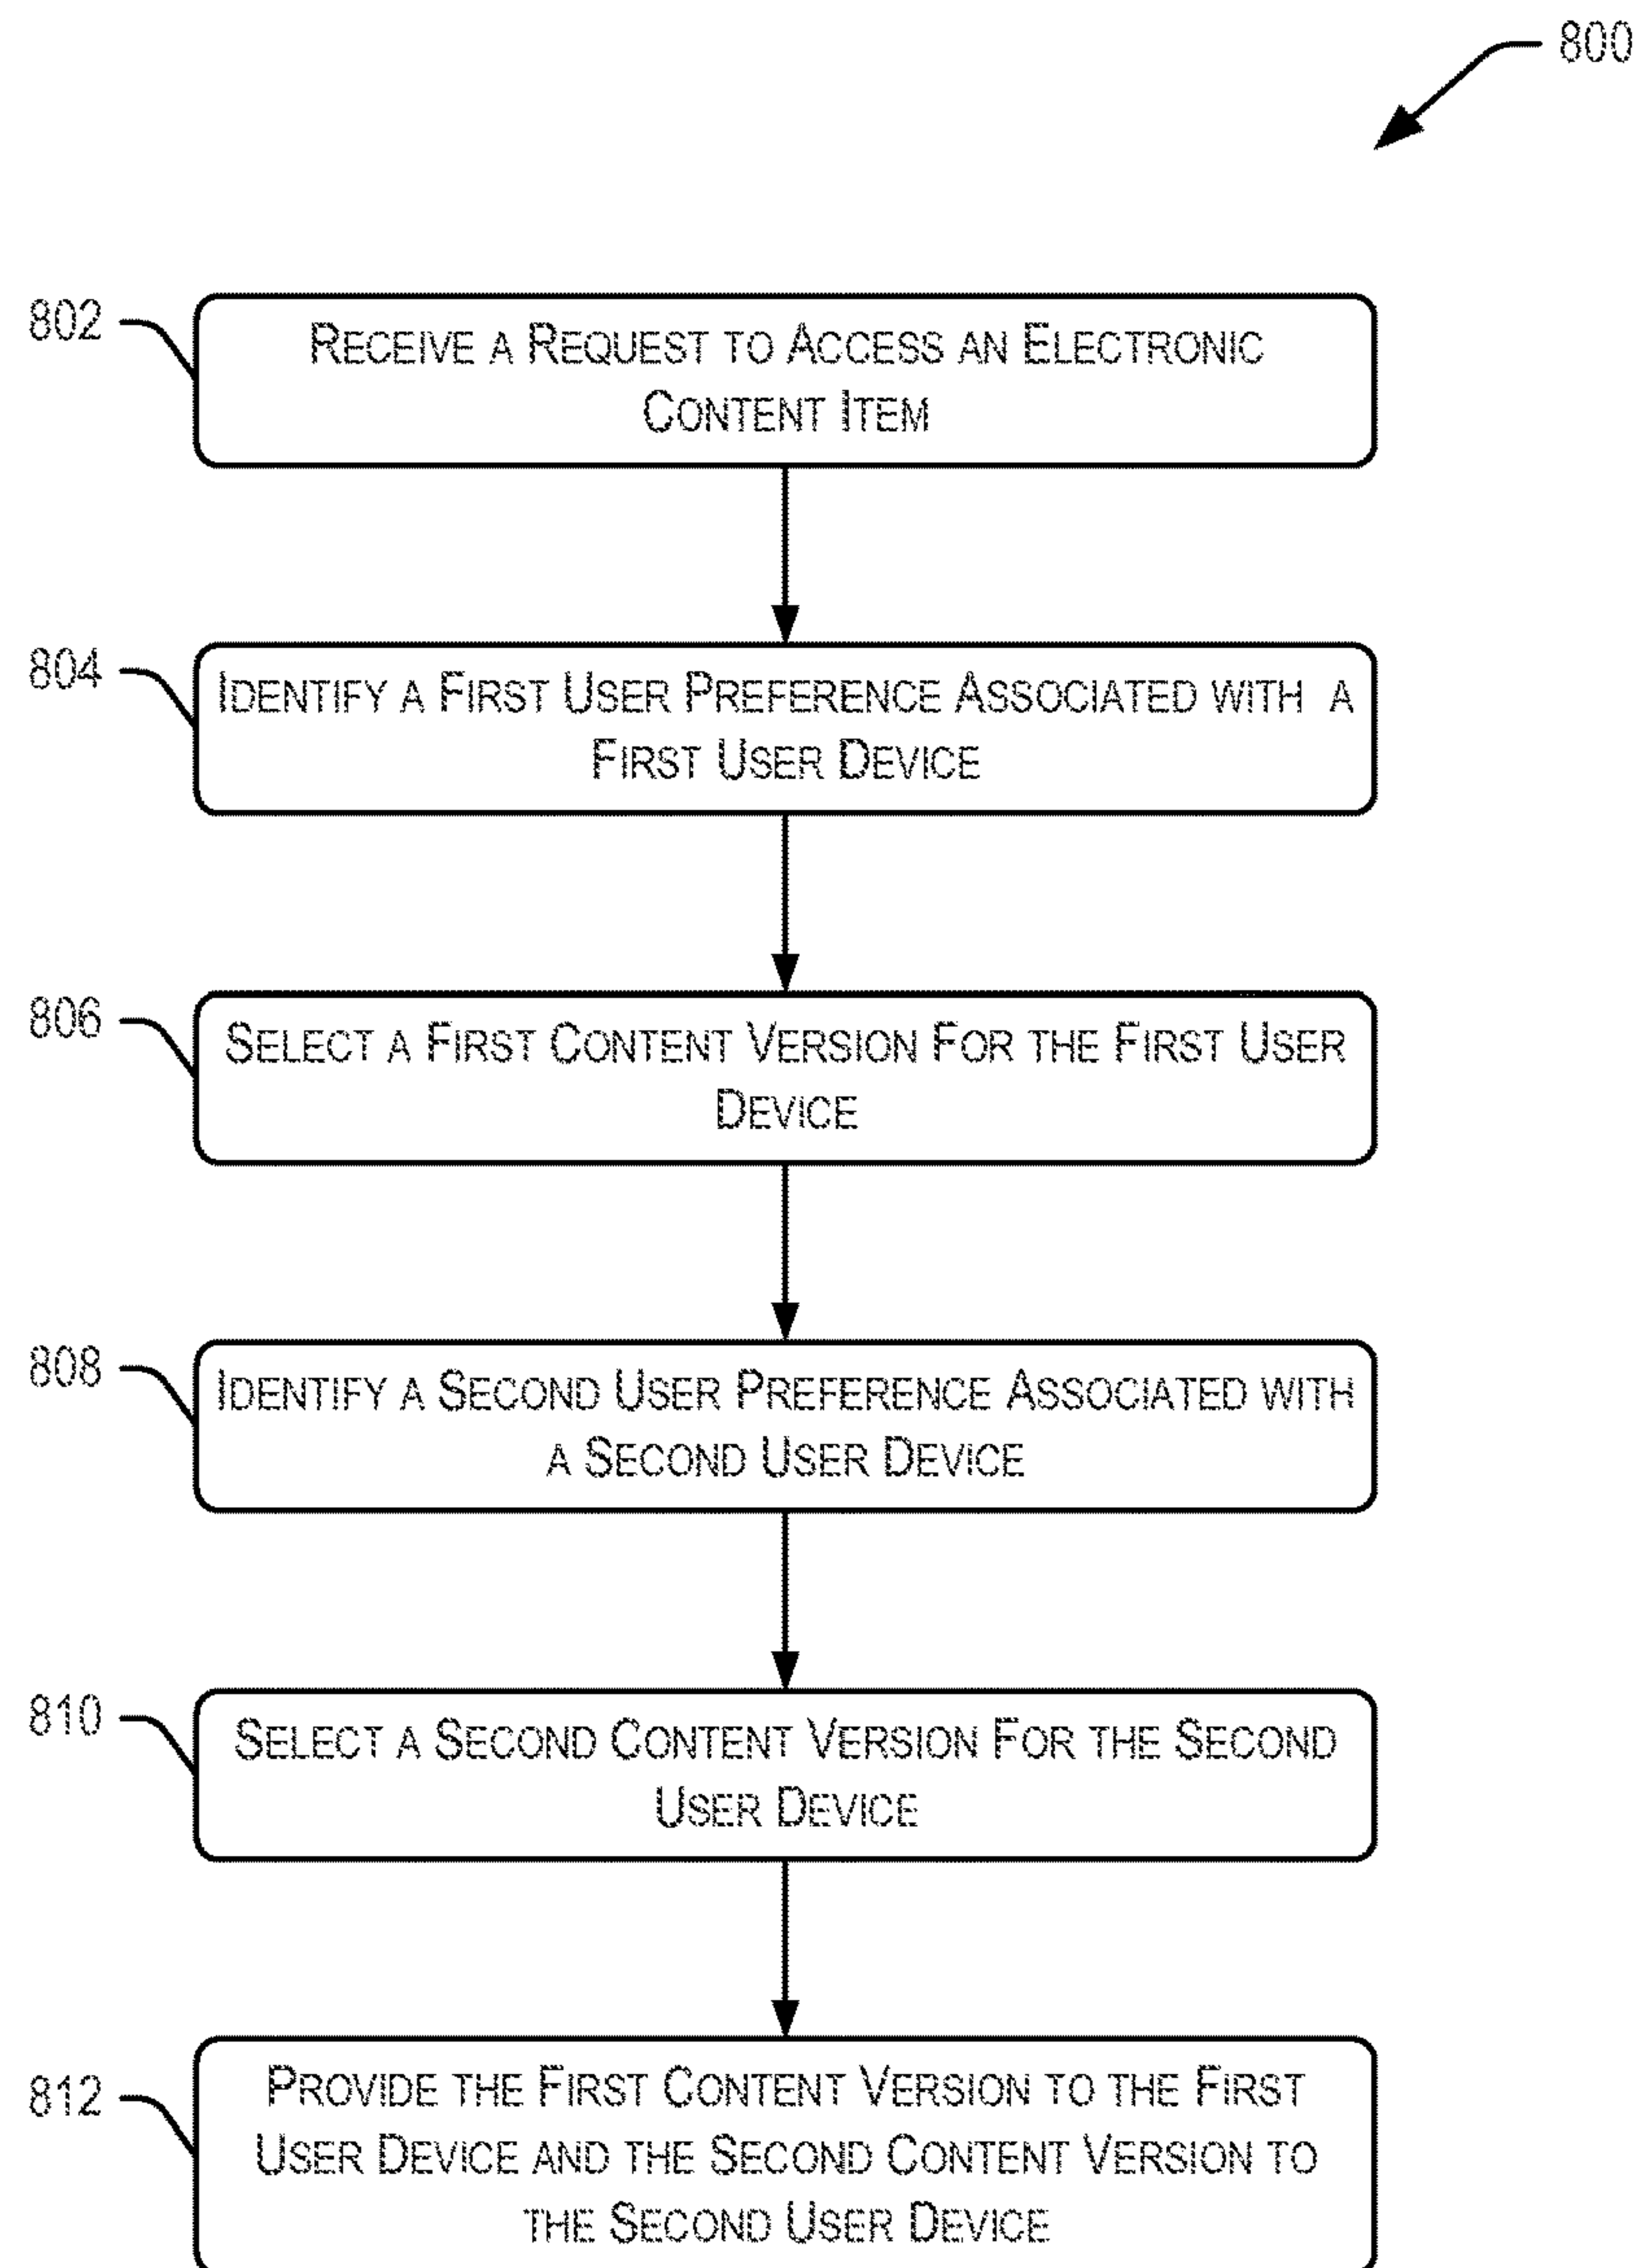 800
802
RECEIVE A REQUEST TO ACCESS AN ELECTRONIC
CONTENT ITEM
804
IDENTIFY A FIRST USER PREFERENCE ASSOCIATED WITH A
FIRST USER DEVICE
806
SELECT A FIRST CONTENT VERSION FOR THE FIRST USER
DEVICE
808
IDENTIFY A SECOND USER PREFERENCE ASSOCIATED WITH
A SECOND USER DEVICE
810
SELECT A SECOND CONTENT VERSION FOR THE SECOND
USER DEVICE
812
PROVIDE THE FIRST CONTENT VERSION TO THE FIRST
USER DEVICE AND THE SECOND CONTENT VERSION TO
THE SECOND USER DEVICE